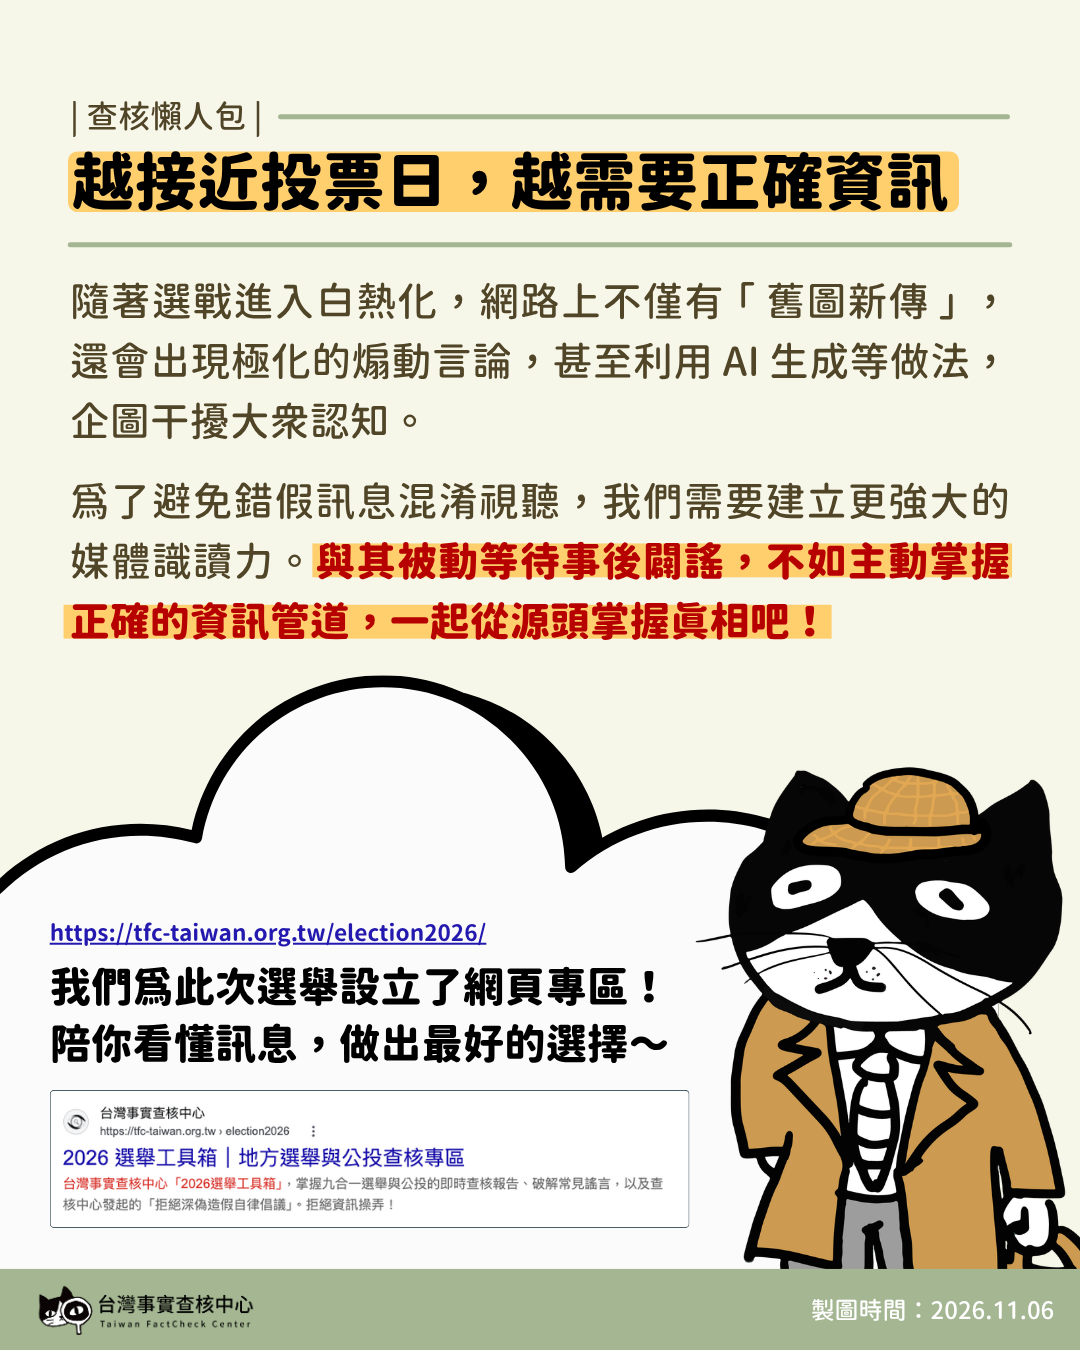 | 查核懶人包 |
越接近投票日，越需要正確資訊
隨著選戰進入白熱化，網路上不僅有「舊圖新傳」，
還會出現極化的煽動言論，甚至利用 AI 生成等做法，
企圖干擾大眾認知。
為了避免錯假訊息混淆視聽，我們需要建立更強大的
媒體識讀力。與其被動等待事後闢謠，不如主動掌握
正確的資訊管道，一起從源頭掌握真相吧！
https://tfc-taiwan.org.tw/election2026/
我們為此次選舉設立了網頁專區！
陪你看懂訊息，做出最好的選擇～
台灣事實查核中心
https://tfc-taiwan.org.tw › election2026
2026 選舉工具箱｜地方選舉與公投查核專區
台灣事實查核中心「2026選舉工具箱」，掌握九合一選舉與公投的即時查核報告、破解常見謠言，以及查
核中心發起的「拒絕深偽造假自律倡議」。拒絕資訊操弄！
台灣事實查核中心
Taiwan FactCheck Center
製圖時間：2026.11.06